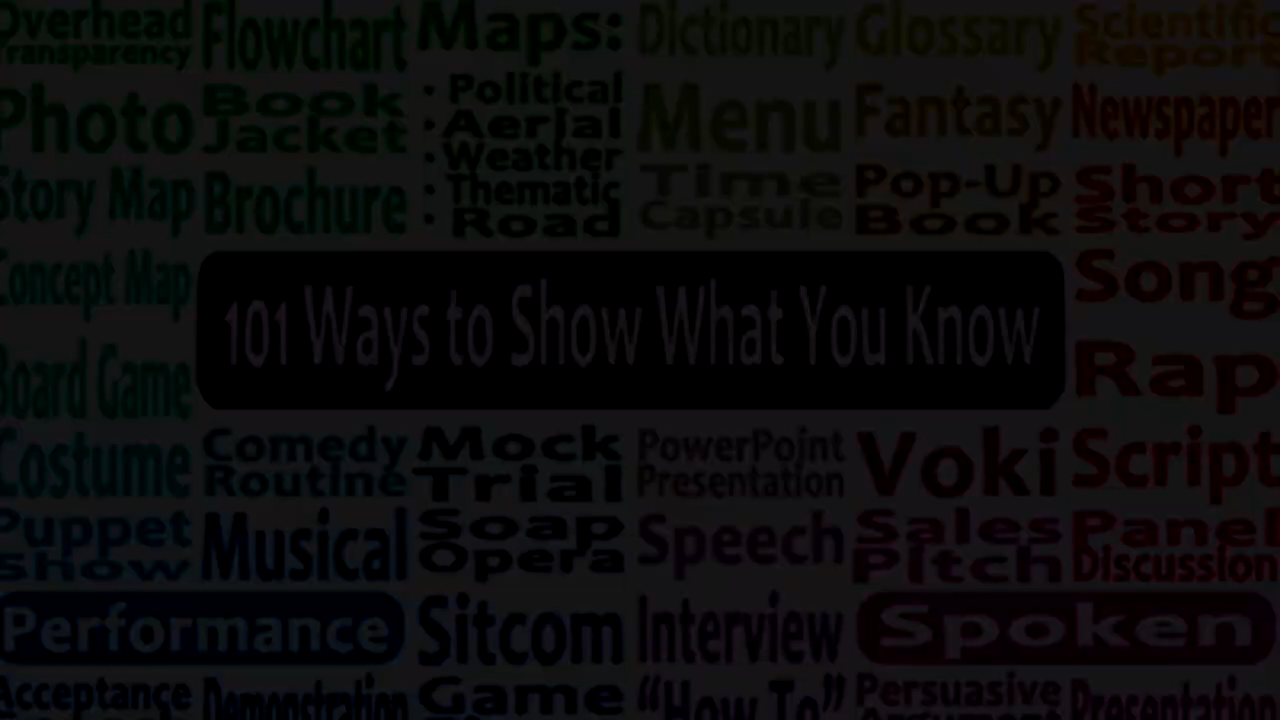 Overhead Transparency
Flowchart
Maps:
Dictionary
Glossary
Scientific Report
Photo
Book Jacket
• Political
• Aerial
• Weather
• Thematic
• Road
Menu
Fantasy
Newspaper
Story Map
Brochure
Time Capsule
Pop-Up Book
Short Story
Concept Map
101 Ways to Show What You Know
Song
Board Game
Rap
Costume
Comedy Routine
Mock Trial
PowerPoint Presentation
Voki
Script
Puppet Show
Musical
Soap Opera
Speech
Sales Pitch
Panel Discussion
Performance
Sitcom
Interview
Spoken
Acceptance
Demonstration
Game
“How To”
Persuasive
Presentation